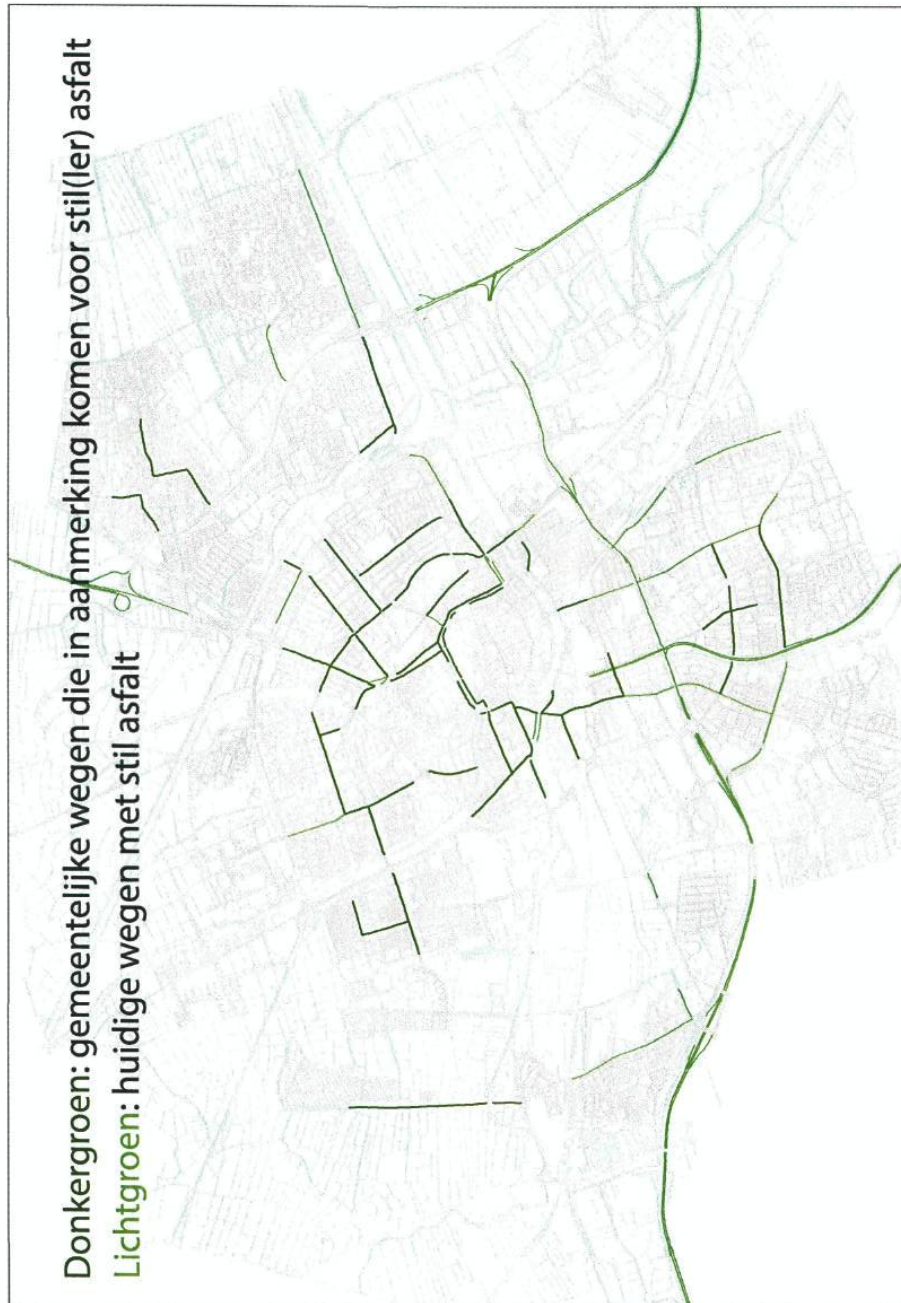 Donkergroen: gemeentelijke wegen die in aanmerking komen voor stil(ler) asfalt
Lichtgroen: huidige wegen met stil asfalt